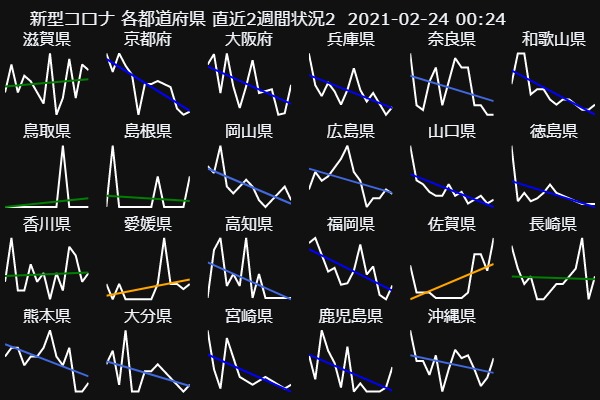 新型コロナ 各都道府県 直近2週間状況2 2021-02-24 00:24
滋賀県 京都府 大阪府 兵庫県 奈良県 和歌山県
鳥取県 島根県 岡山県 広島県 山口県 徳島県
香川県 愛媛県 高知県 福岡県 佐賀県 長崎県
熊本県 大分県 宮崎県 鹿児島県 沖縄県